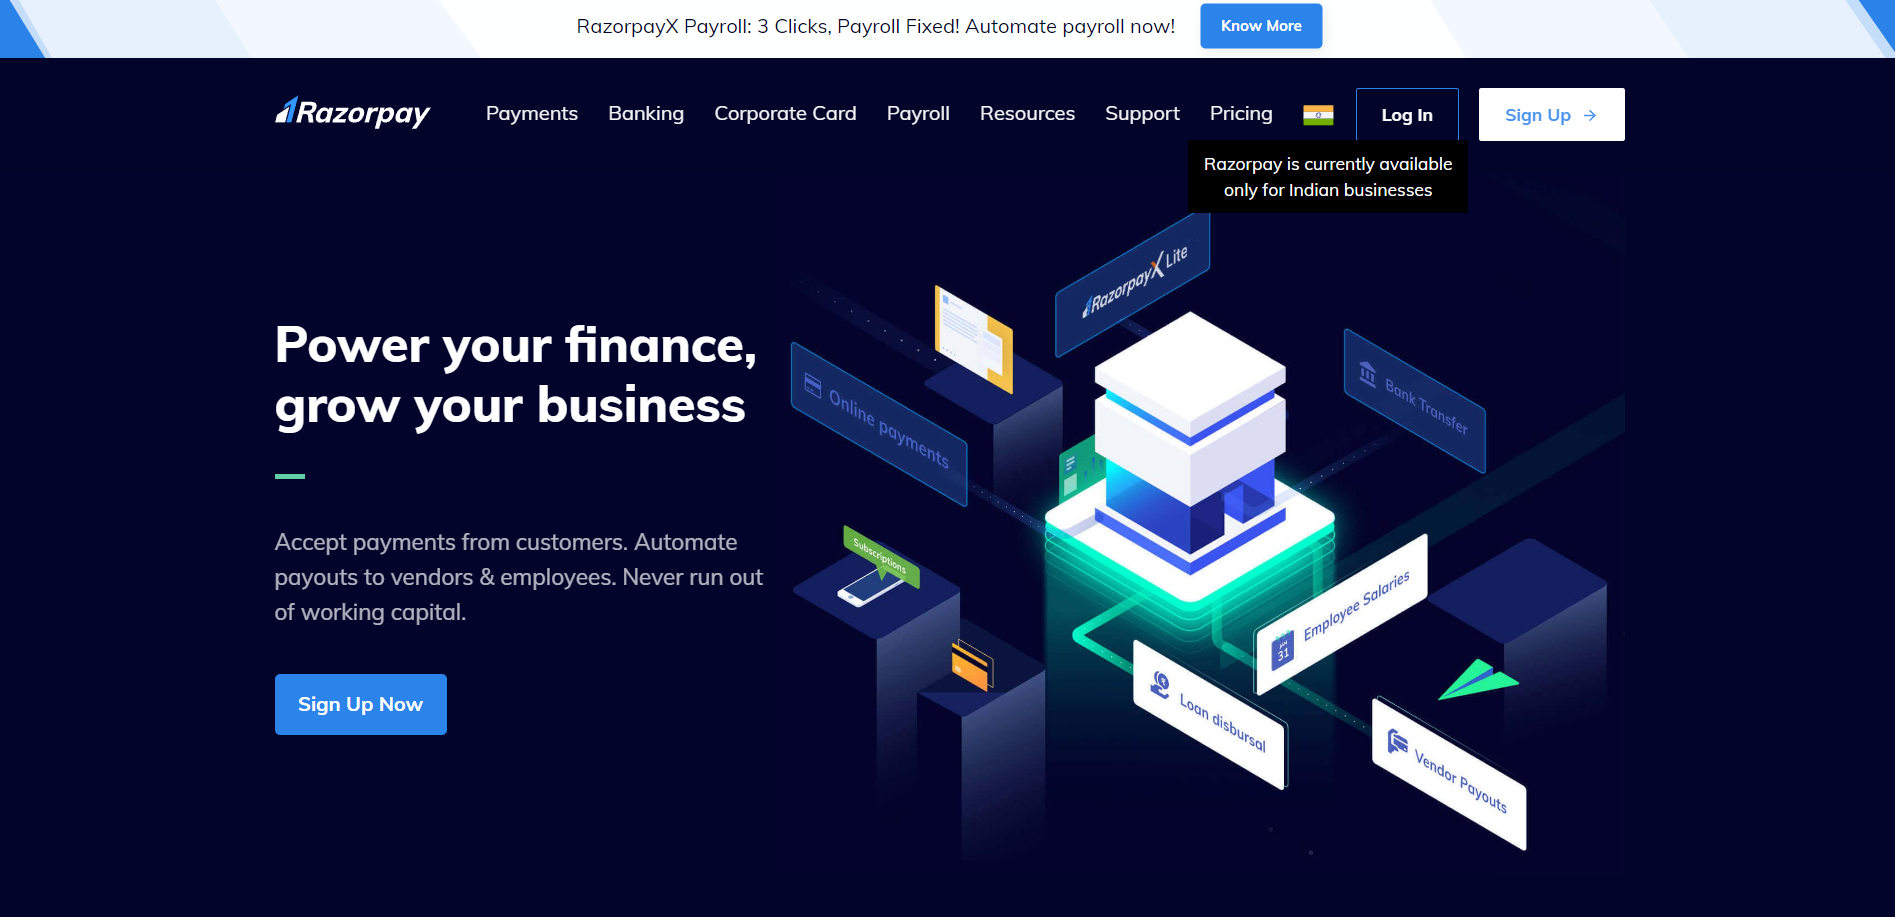 RazorpayX Payroll: 3 Clicks, Payroll Fixed! Automate payroll now!
Know More
Razorpay
Payments
Banking
Corporate Card
Payroll
Resources
Support
Pricing
Log In
Sign Up
Razorpay is currently available
only for Indian businesses
Power your finance,
grow your business
Accept payments from customers. Automate
payouts to vendors & employees. Never run out
of working capital.
Sign Up Now
RazorpayX Lite
Online payments
Bank Transfer
Subscriptions
Employee Salaries
JAN
31
Loan disbursal
Vendor Payouts